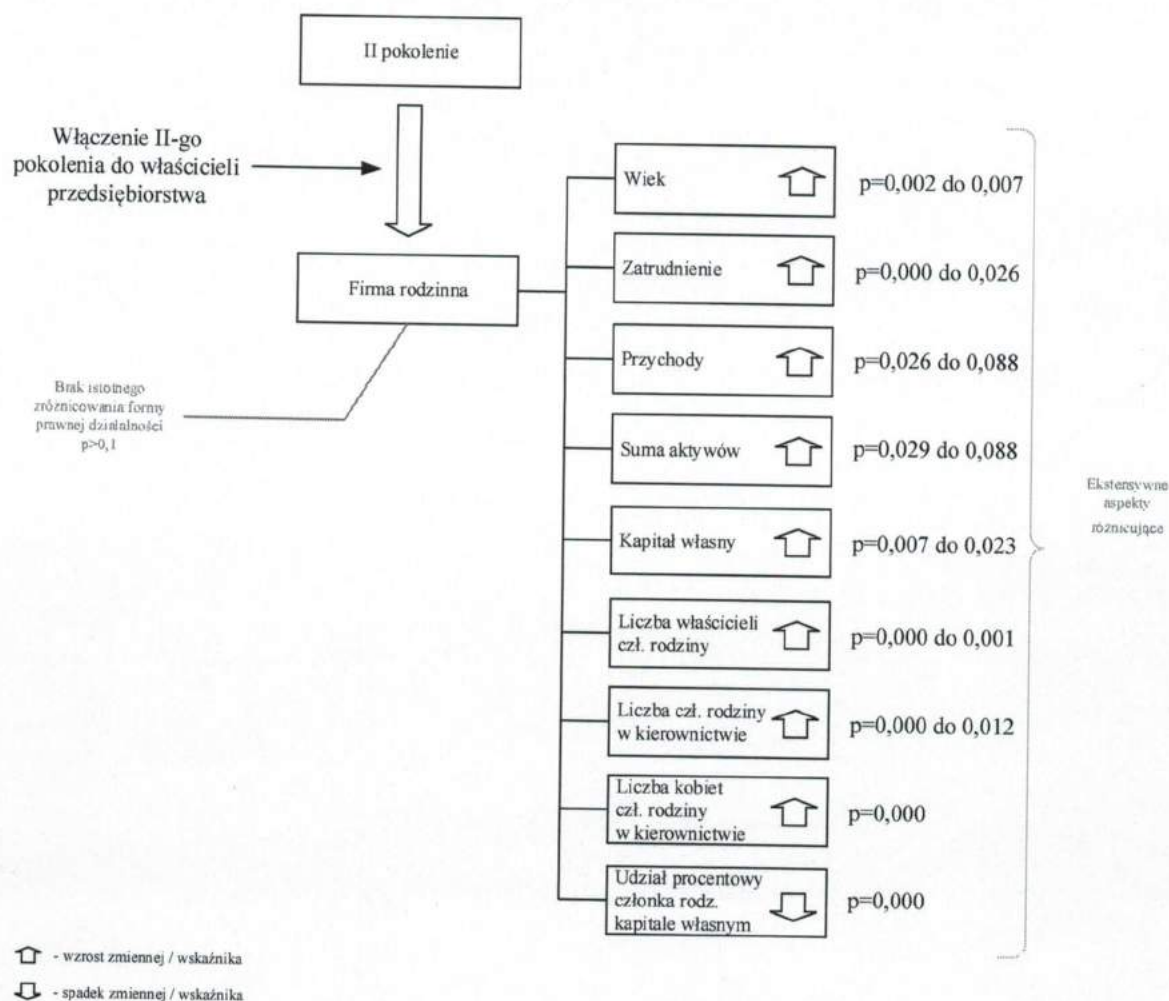 II pokolenie
Włączenie II-go
pokolenia do właścicieli
przedsiębiorstwa
Firma rodzinna
Brak istotnego
zróżnicowania formy
prawnej działalności
p>0,1
Wiek
p=0,002 do 0,007
Zatrudnienie
p=0,000 do 0,026
Przychody
p=0,026 do 0,088
Suma aktywów
p=0,029 do 0,088
Kapitał własny
p=0,007 do 0,023
Liczba właścicieli
czł. rodziny
p=0,000 do 0,001
Liczba czł. rodziny
w kierownictwie
p=0,000 do 0,012
Liczba kobiet
czł. rodziny
w kierownictwie
p=0,000
Udział procentowy
członka rodz.
kapitale własnym
p=0,000
Ekstensywne
aspekty
różnicujące
- wzrost zmiennej / wskaźnika
- spadek zmiennej / wskaźnika